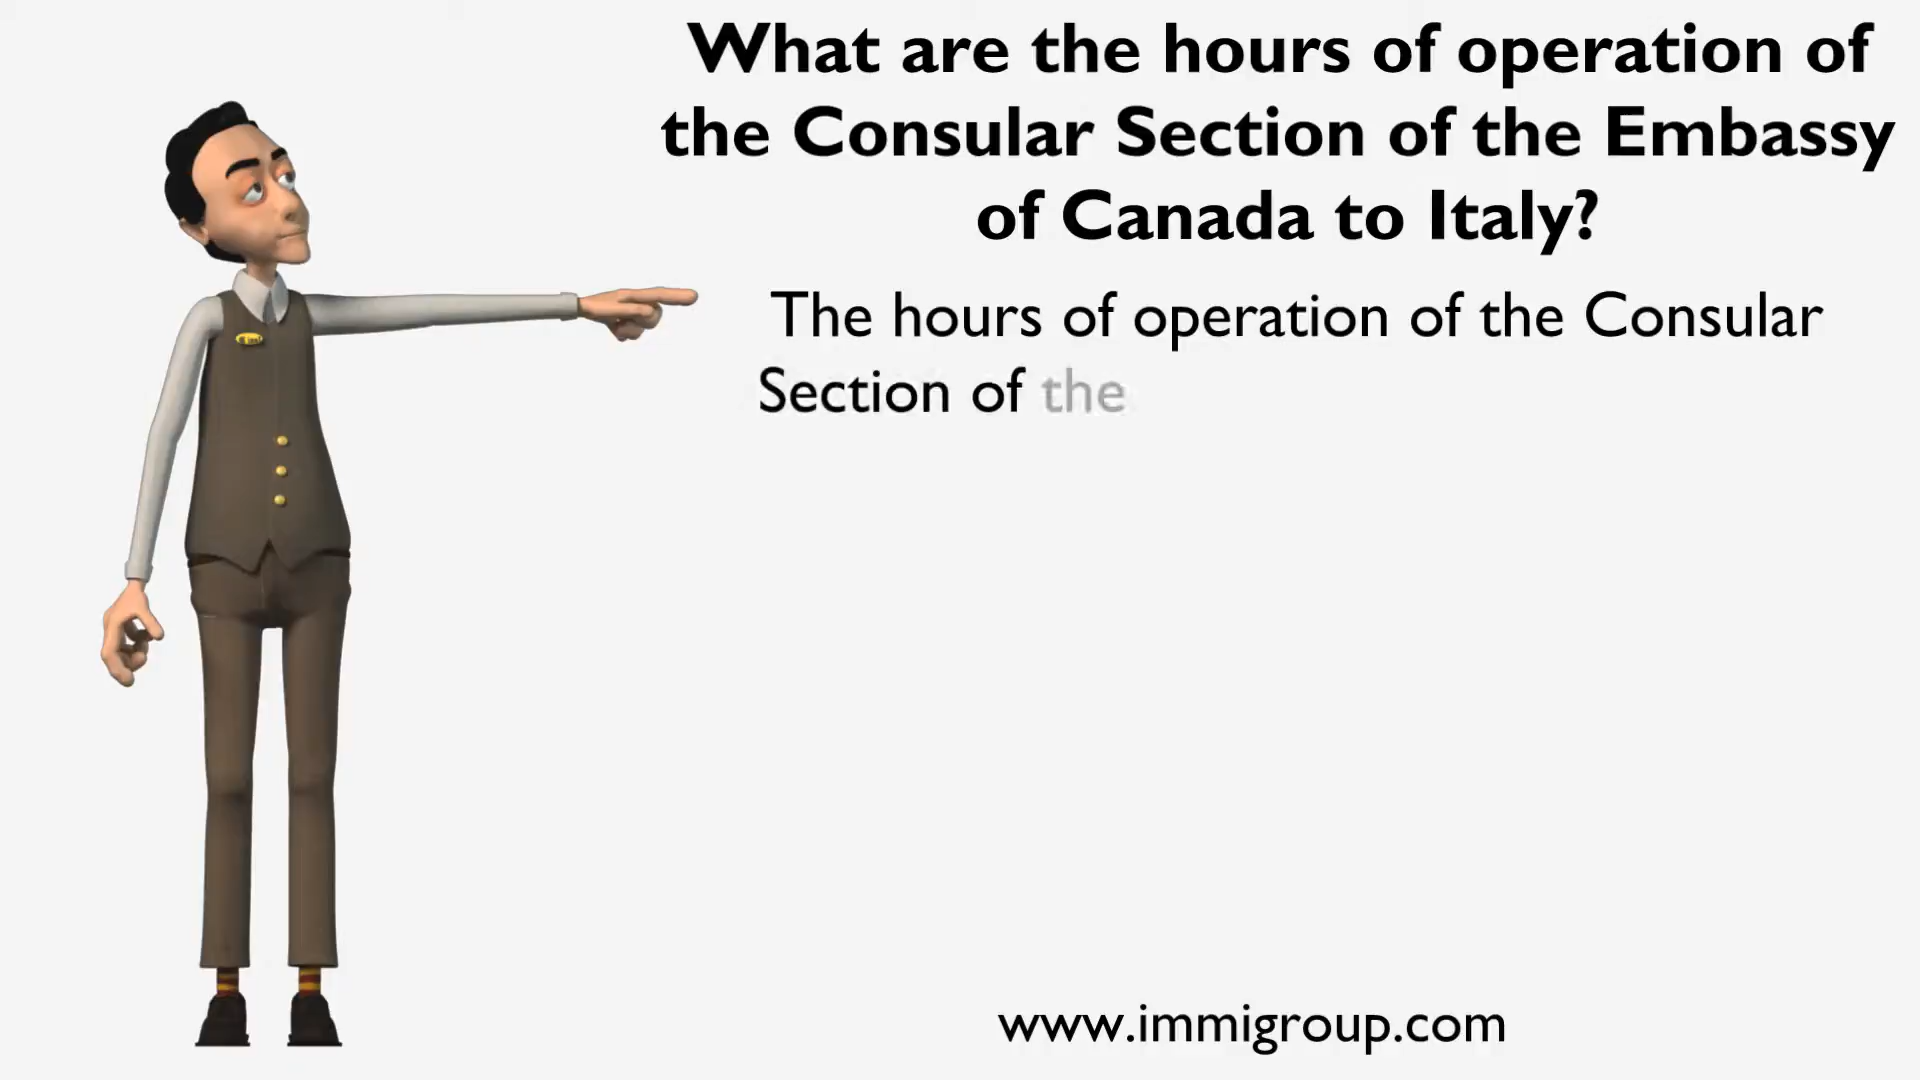 What are the hours of operation of
the Consular Section of the Embassy
of Canada to Italy?
The hours of operation of the Consular
Section of the
www.immigroup.com